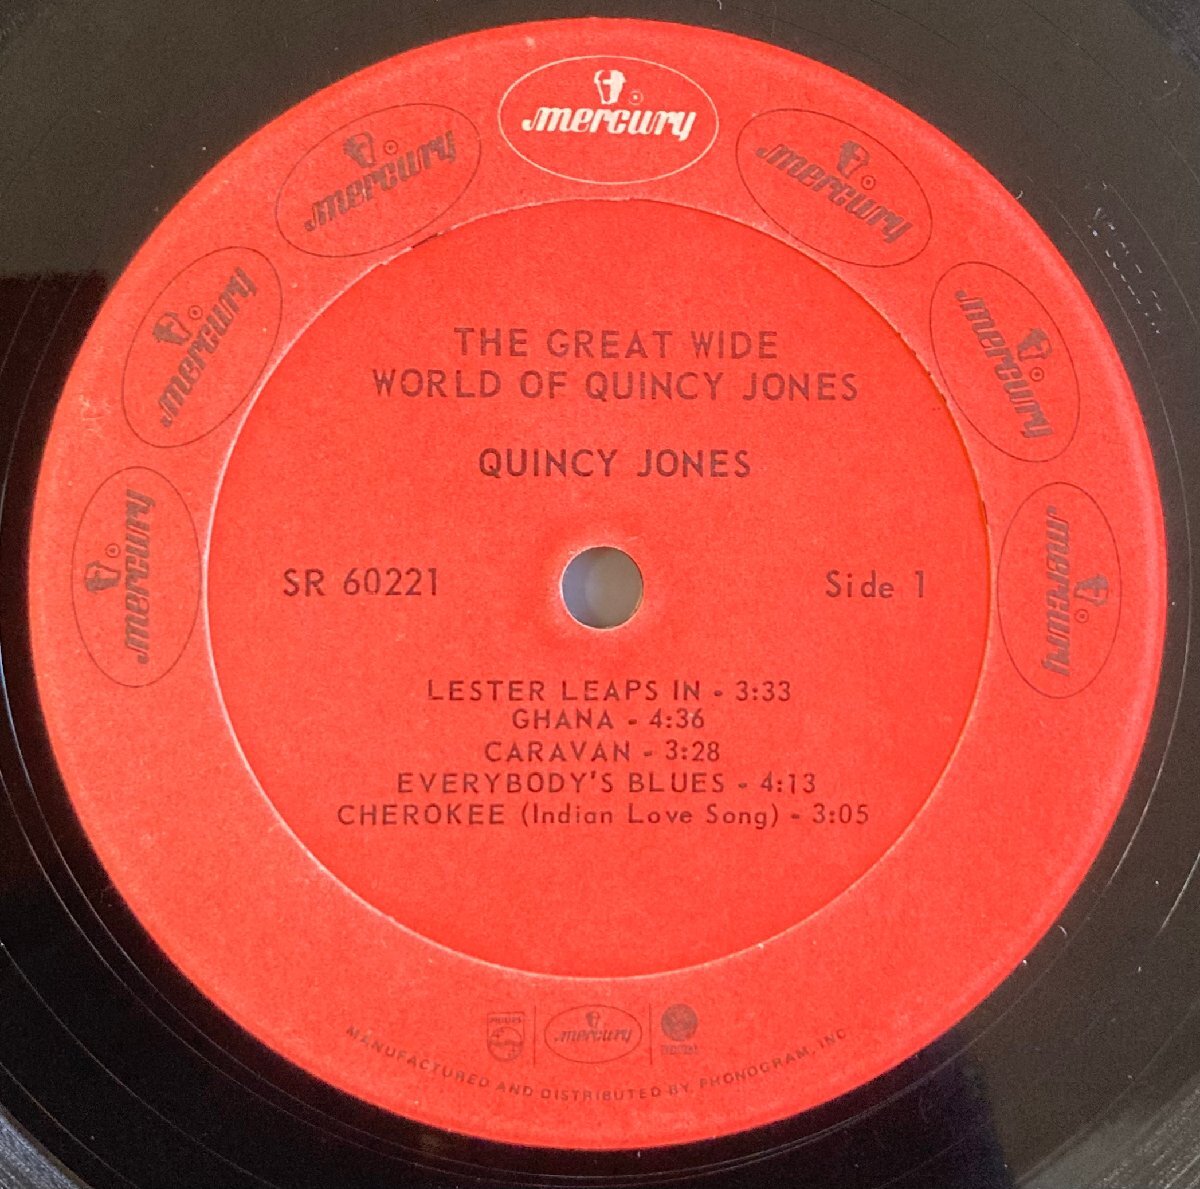 mercury
mercury
mercury
mercury
mercury
mercury
mercury
THE GREAT WIDE
WORLD OF QUINCY JONES
QUINCY JONES
SR 60221
Side 1
LESTER LEAPS IN - 3:33
GHANA - 4:36
CARAVAN - 3:28
EVERYBODY'S BLUES - 4:13
CHEROKEE (Indian Love Song) - 3:05
PHILIPS
mercury
MANUFACTURED AND DISTRIBUTED BY PHONOGRAM, INC